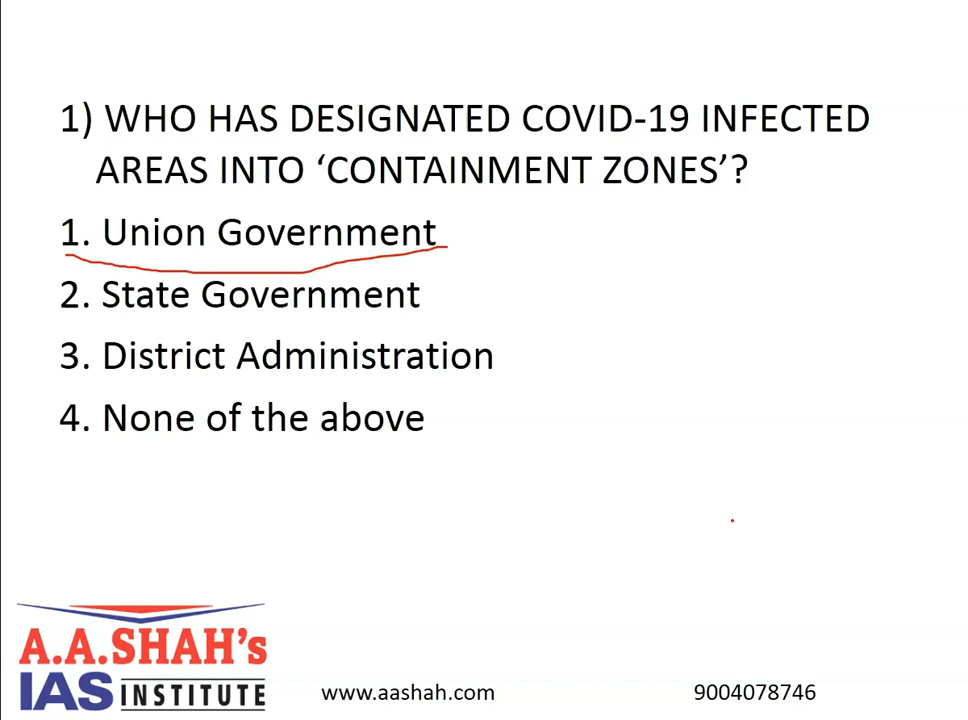 1) WHO HAS DESIGNATED COVID-19 INFECTED
AREAS INTO ‘CONTAINMENT ZONES’?
1. Union Government
2. State Government
3. District Administration
4. None of the above
A.A.SHAH’s
IAS INSTITUTE
www.aashah.com
9004078746